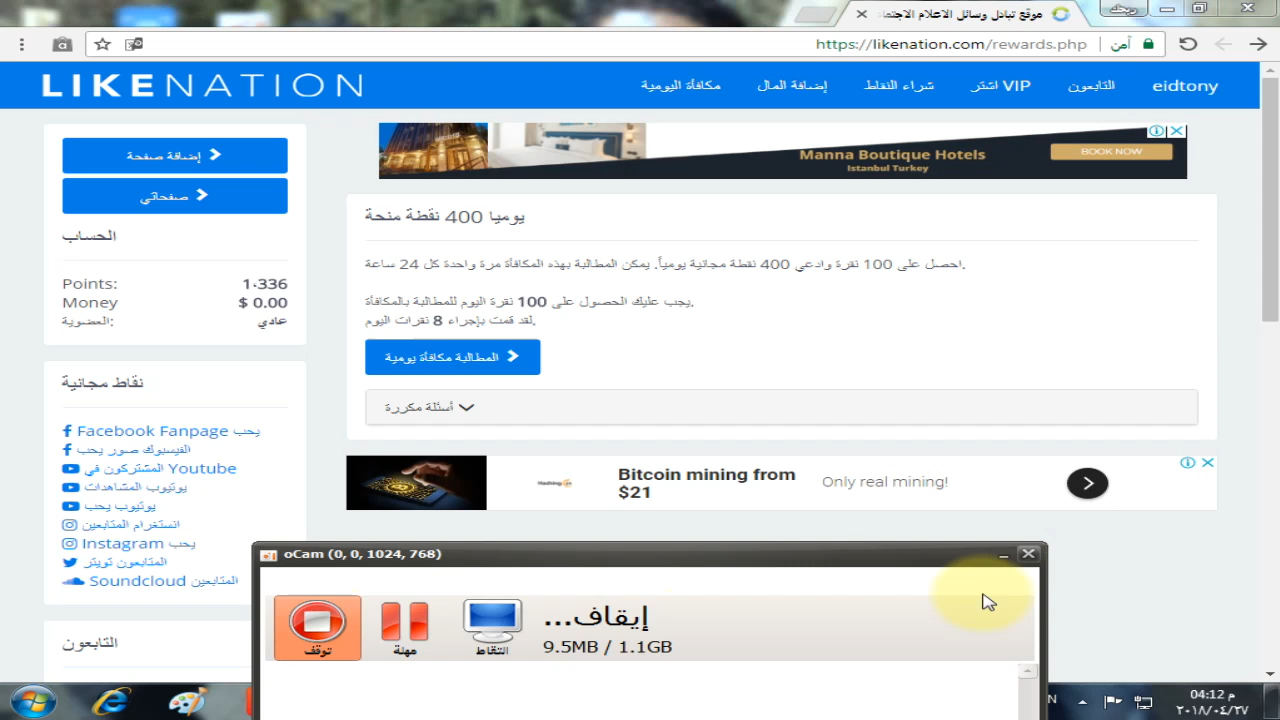 موقع تبادل وسائل الاعلام الاجتما
ريحك
https://likenation.com/rewards.php
آمن
LIKENATION
eidtony
التابعون
اشتر VIP
شراء النقاط
إضافة المال
مكافأة اليومية
إضافة صفحة
صفحاتي
الحساب
Points: 1،336
Money $ 0.00
العضوية: عادي
نقاط مجانية
يحب Facebook Fanpage
الفيسبوك صور يحب
المشتركون في Youtube
يوتيوب المشاهدات
يوتيوب يحب
انستغرام المتابعين
يحب Instagram
المتابعون تويتر
المتابعين Soundcloud
التابعون
Manna Boutique Hotels
Istanbul Turkey
BOOK NOW
يوميا 400 نقطة منحة
احصل على 100 نقرة وادعي 400 نقطة مجانية يومياً. يمكن المطالبة بهذه المكافأة مرة واحدة كل 24 ساعة.
يجب عليك الحصول على 100 نقرة اليوم للمطالبة بالمكافأة.
لقد قمت بإجراء 8 نقرات اليوم.
المطالبة مكافأة يومية
أسئلة مكررة
Bitcoin mining from
$21
Only real mining!
oCam (0, 0, 1024, 768)
توقف
مهلة
التقاط
إيقاف...
9.5MB / 1.1GB
N
04:12 م
٢٠١٨/٠٤/٢٧